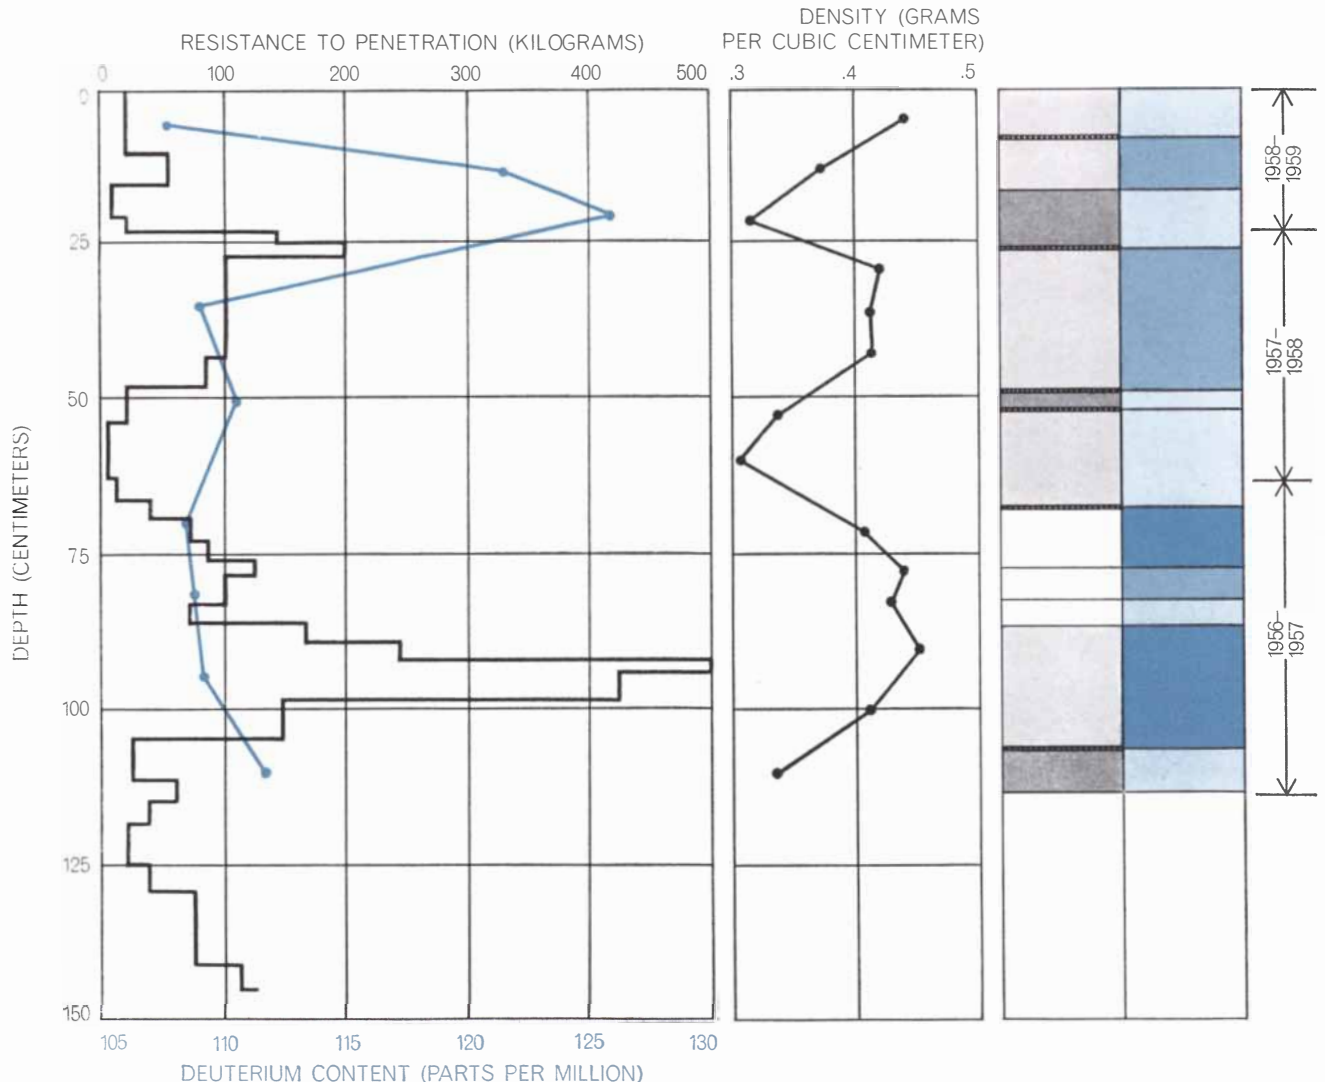 DENSITY (GRAMS
RESISTANCE TO PENETRATION (KILOGRAMS) PER CUBIC CENTIMETER)
0 100 200 300 400 500 .3 .4 .5
0
25
50
75
100
125
150
DEPTH (CENTIMETERS)
1958–
1959
1957–
1958
1956–
1957
105 110 115 120 125 130
DEUTERIUM CONTENT (PARTS PER MILLION)